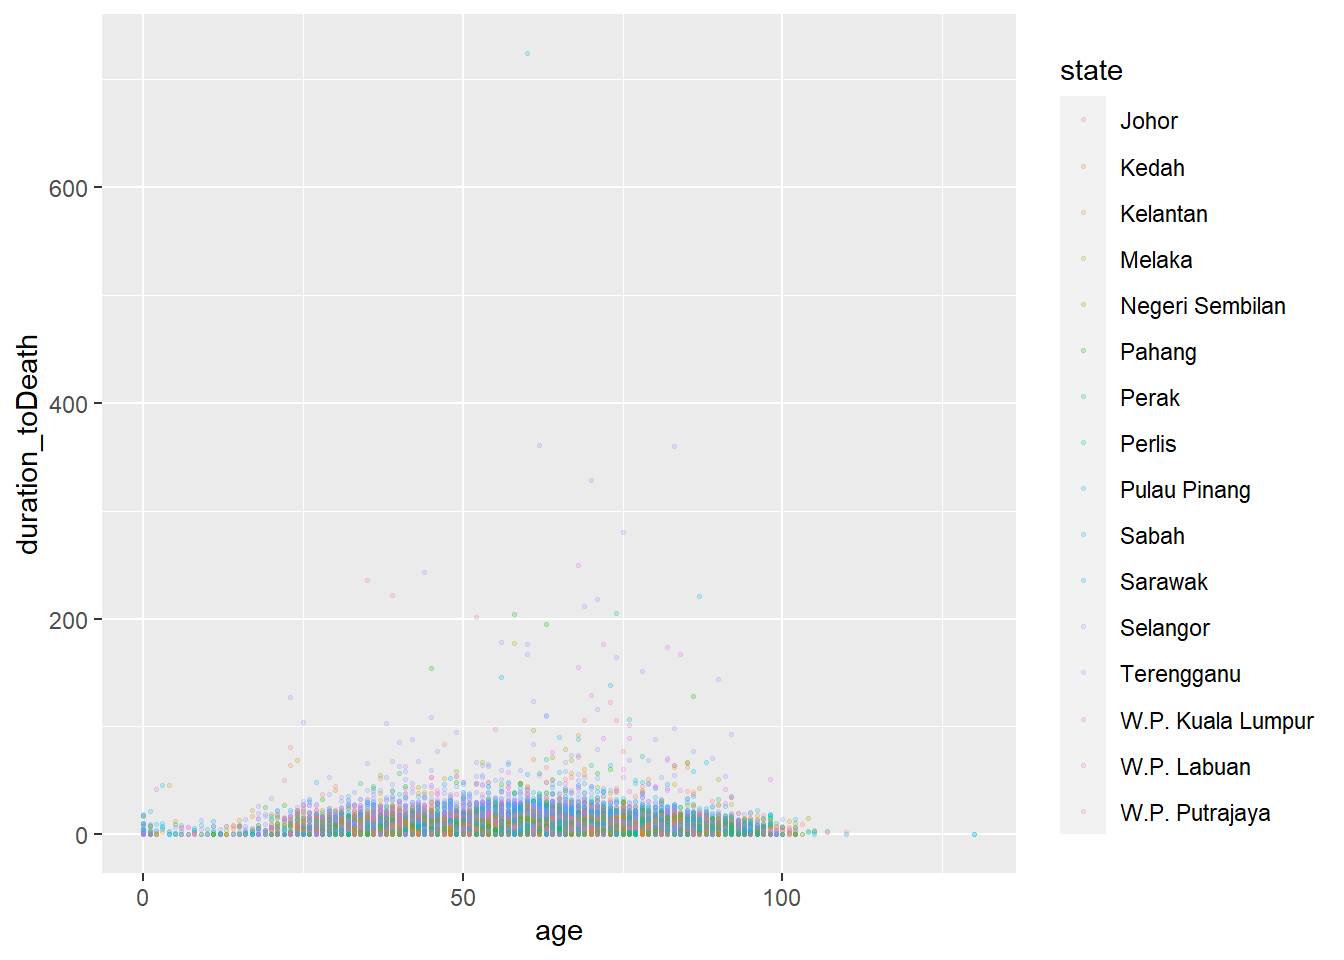 600
400
200
0
duration_toDeath
0
50
100
age
state
Johor
Kedah
Kelantan
Melaka
Negeri Sembilan
Pahang
Perak
Perlis
Pulau Pinang
Sabah
Sarawak
Selangor
Terengganu
W.P. Kuala Lumpur
W.P. Labuan
W.P. Putrajaya